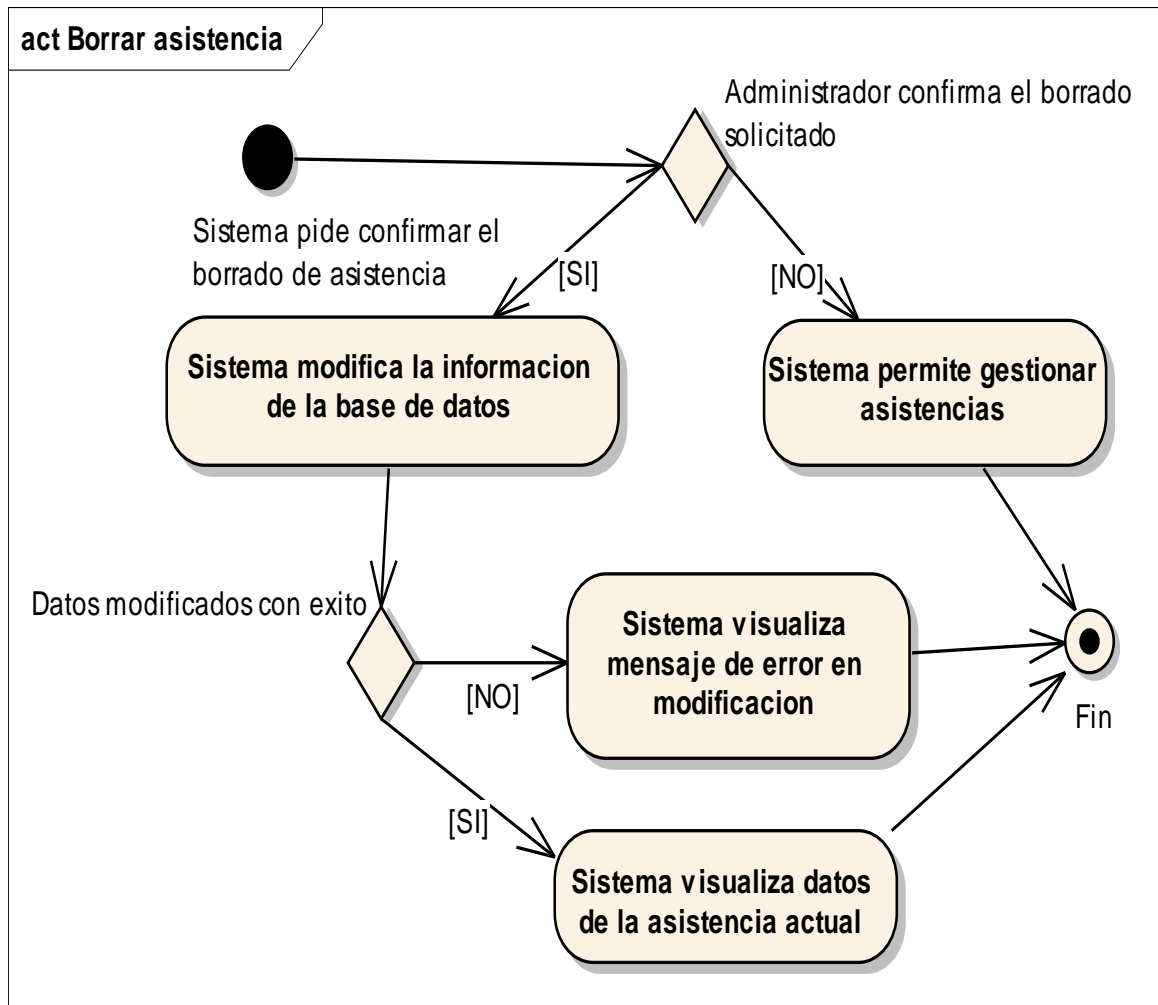 act Borrar asistencia
Administrador confirma el borrado
solicitado
Sistema pide confirmar el
borrado de asistencia
[SI]
[NO]
Sistema modifica la informacion
de la base de datos
Sistema permite gestionar
asistencias
Datos modificados con exito
Sistema visualiza
mensaje de error en
modificacion
[NO]
Fin
[SI]
Sistema visualiza datos
de la asistencia actual